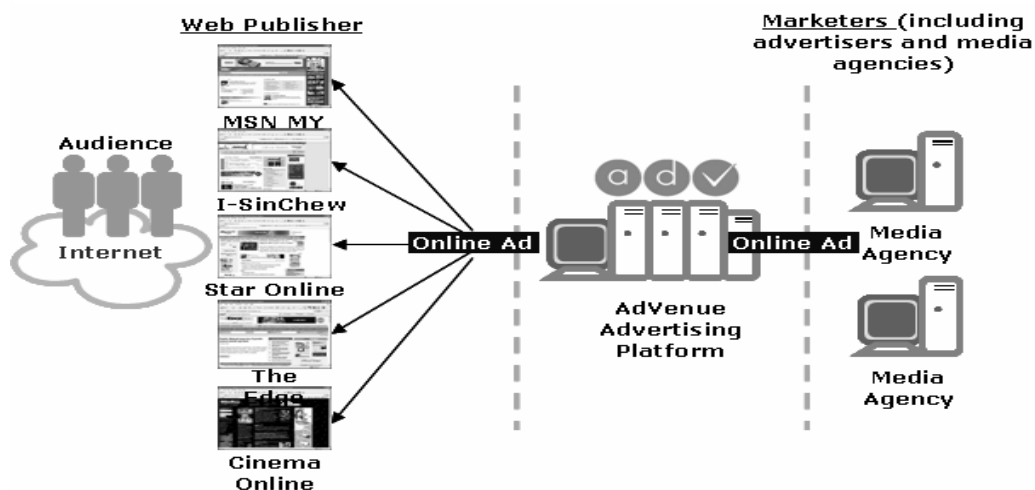 Web Publisher
MSN MY
I-SinChew
Star Online
The
Edge
Cinema
Online
Audience
Internet
Online Ad
adv
AdVenue
Advertising
Platform
Online Ad
Marketers (including
advertisers and media
agencies)
Media
Agency
Media
Agency